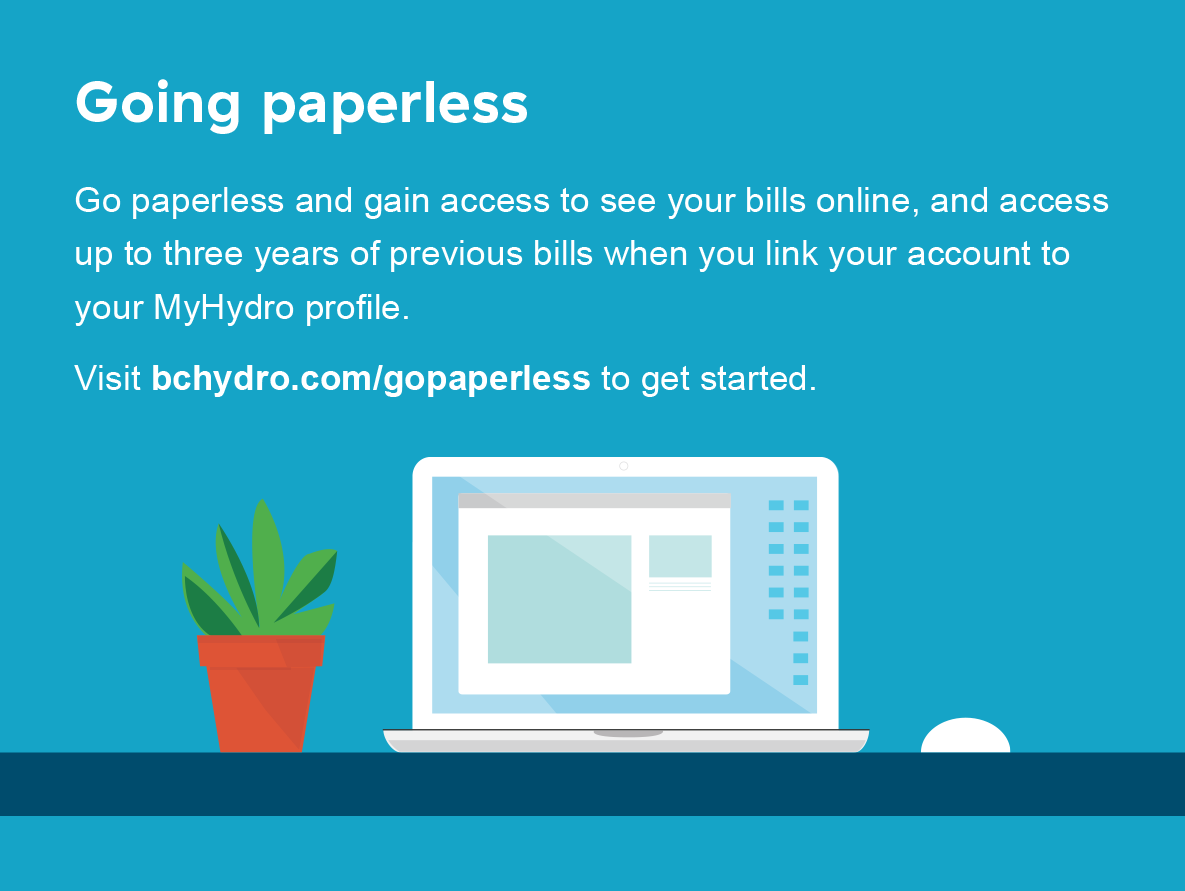 Going paperless
Go paperless and gain access to see your bills online, and access
up to three years of previous bills when you link your account to
your MyHydro profile.
Visit bchydro.com/gopaperless to get started.